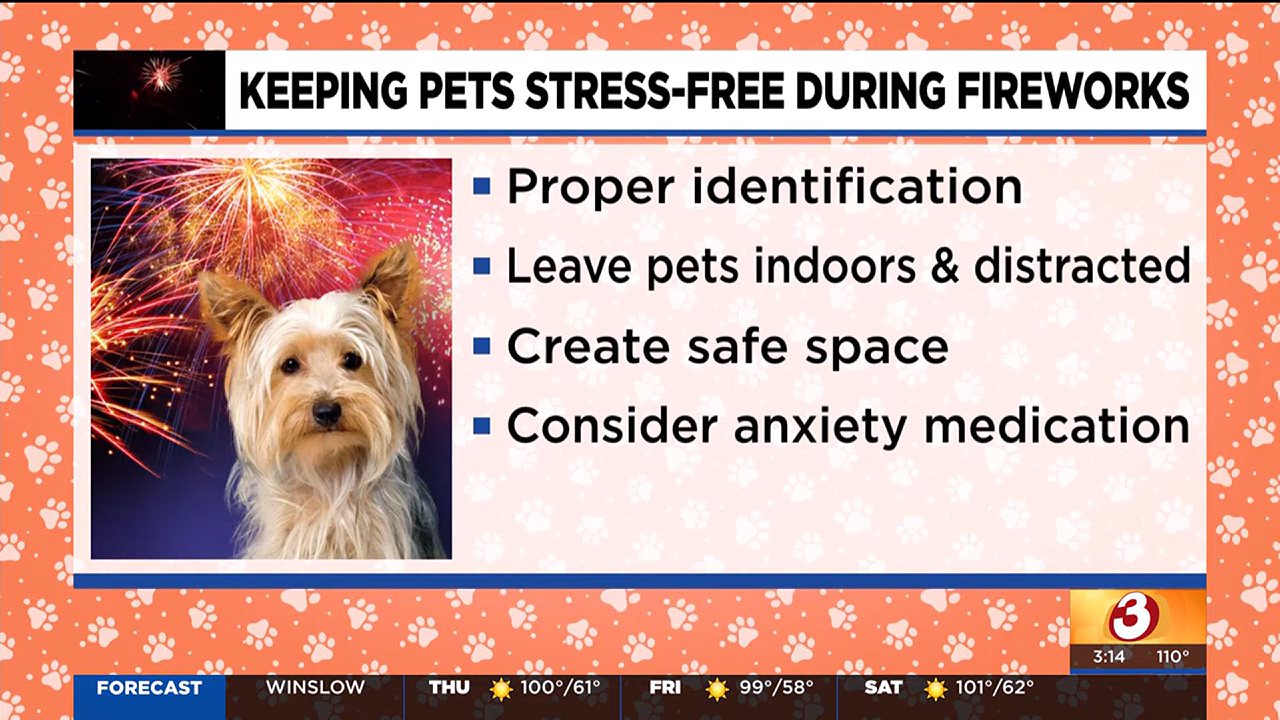 KEEPING PETS STRESS-FREE DURING FIREWORKS
Proper identification
Leave pets indoors & distracted
Create safe space
Consider anxiety medication
3
3:14 110°
FORECAST WINSLOW THU 100°/61° FRI 99°/58° SAT 101°/62°